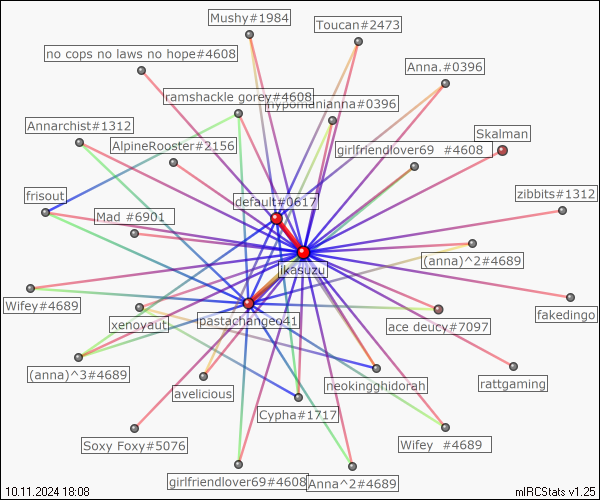 Mushy#1984
Toucan#2473
no cops no laws no hope#4608
Anna.#0396
ramshackle gorey#4608
hypomanianna#0396
Annarchist#1312
Skalman
AlpineRooster#2156
girlfriendlover69 #4608
frisout
default#0617
zibbits#1312
Mad #6901
(anna)^2#4689
ikasuzu
Wifey#4689
fakedingo
xenoyaut
pastachangeo41
ace deucy#7097
(anna)^3#4689
rattgaming
avelicious
neokingghidorah
Cypha#1717
Soxy Foxy#5076
Wifey #4689
girlfriendlover69#4608
Anna^2#4689
10.11.2024 18:08
mIRCStats v1.25